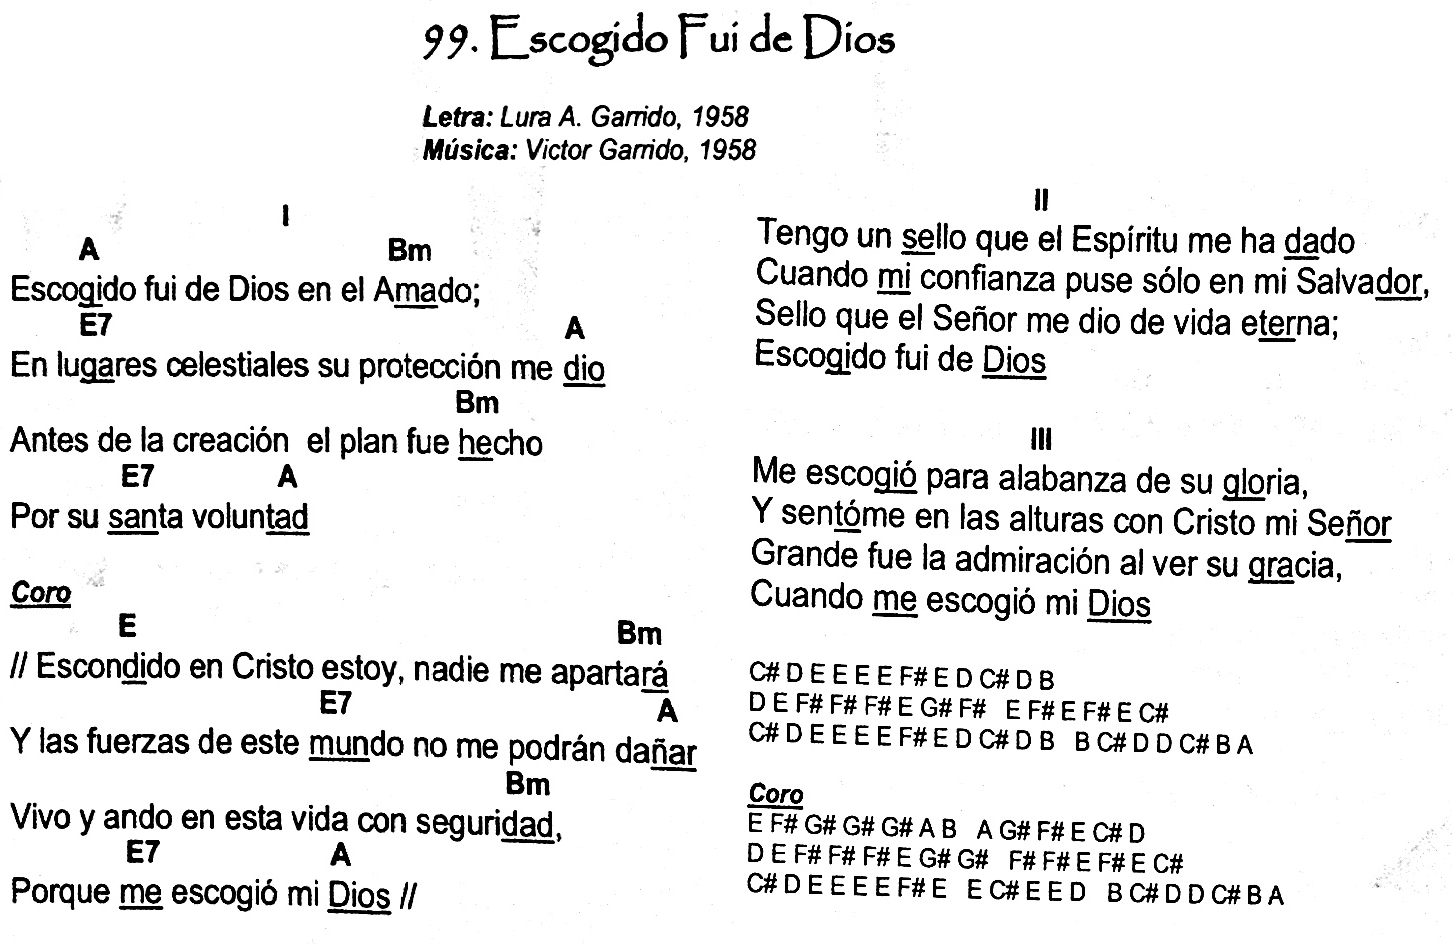 99. Escogido Fui de Dios
Letra: Lura A. Garrido, 1958
Música: Victor Garrido, 1958
I
A Bm
Escogido fui de Dios en el Amado;
E7 A
En lugares celestiales su protección me dio
Bm
Antes de la creación el plan fue hecho
E7 A
Por su santa voluntad
Coro
E Bm
// Escondido en Cristo estoy, nadie me apartará
E7 A
Y las fuerzas de este mundo no me podrán dañar
Bm
Vivo y ando en esta vida con seguridad,
E7 A
Porque me escogió mi Dios //
II
Tengo un sello que el Espíritu me ha dado
Cuando mi confianza puse sólo en mi Salvador,
Sello que el Señor me dio de vida eterna;
Escogido fui de Dios
III
Me escogió para alabanza de su gloria,
Y sentóme en las alturas con Cristo mi Señor
Grande fue la admiración al ver su gracia,
Cuando me escogió mi Dios
C# D E E E E F# E D C# D B
D E F# F# F# E G# F# E F# E F# E C#
C# D E E E E F# E D C# D B B C# D D C# B A
Coro
E F# G# G# G# A B A G# F# E C# D
D E F# F# F# E G# G# F# F# E F# E C#
C# D E E E E F# E E C# E E D B C# D D C# B A